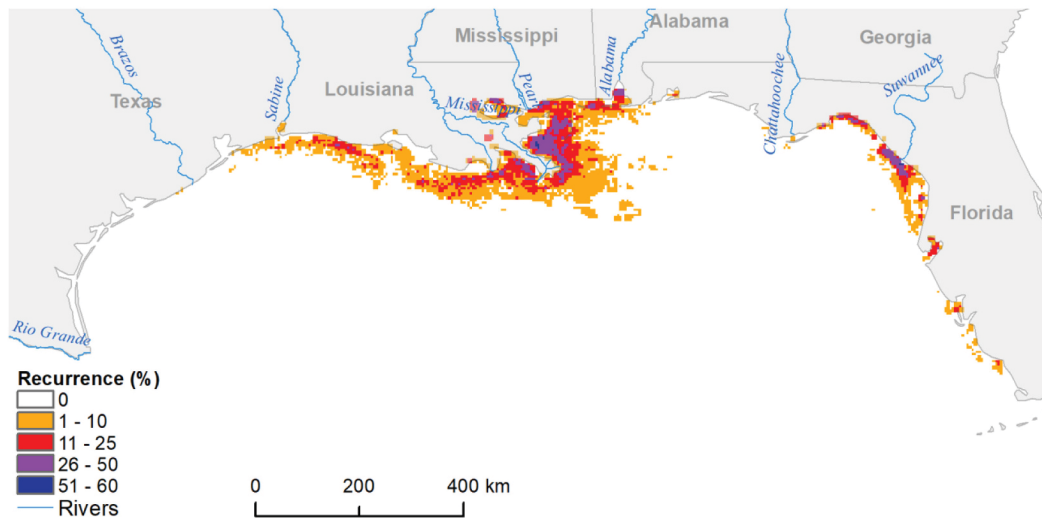 Alabama
Mississippi
Georgia
Brazos
Sabine
Louisiana
Pearl
Alabama
Chattahoochee
Suwannee
Texas
Mississippi
Florida
Rio Grande
Recurrence (%)
0
1 - 10
11 - 25
26 - 50
51 - 60
Rivers
0 200 400 km